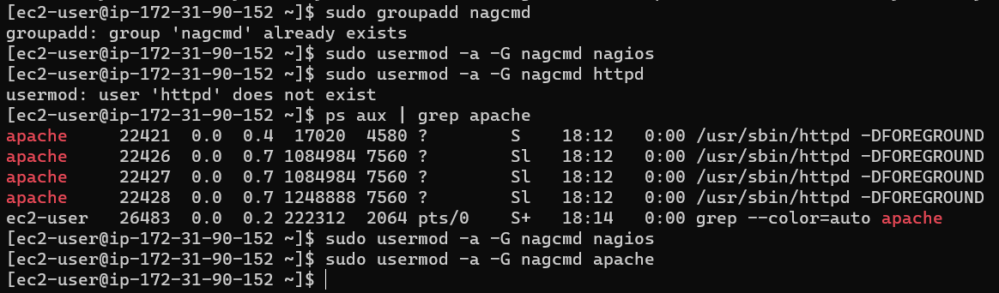 [ec2-user@ip-172-31-90-152 ~]$ sudo groupadd nagcmd
groupadd: group 'nagcmd' already exists
[ec2-user@ip-172-31-90-152 ~]$ sudo usermod -a -G nagcmd nagios
[ec2-user@ip-172-31-90-152 ~]$ sudo usermod -a -G nagcmd httpd
usermod: user 'httpd' does not exist
[ec2-user@ip-172-31-90-152 ~]$ ps aux | grep apache
apache     22421  0.0  0.4  17020  4580 ?        S    18:12   0:00 /usr/sbin/httpd -DFOREGROUND
apache     22426  0.0  0.7 1084984 7560 ?        Sl   18:12   0:00 /usr/sbin/httpd -DFOREGROUND
apache     22427  0.0  0.7 1084984 7560 ?        Sl   18:12   0:00 /usr/sbin/httpd -DFOREGROUND
apache     22428  0.0  0.7 1248888 7560 ?        Sl   18:12   0:00 /usr/sbin/httpd -DFOREGROUND
ec2-user   26483  0.0  0.2 222312  2064 pts/0    S+   18:14   0:00 grep --color=auto apache
[ec2-user@ip-172-31-90-152 ~]$ sudo usermod -a -G nagcmd nagios
[ec2-user@ip-172-31-90-152 ~]$ sudo usermod -a -G nagcmd apache
[ec2-user@ip-172-31-90-152 ~]$